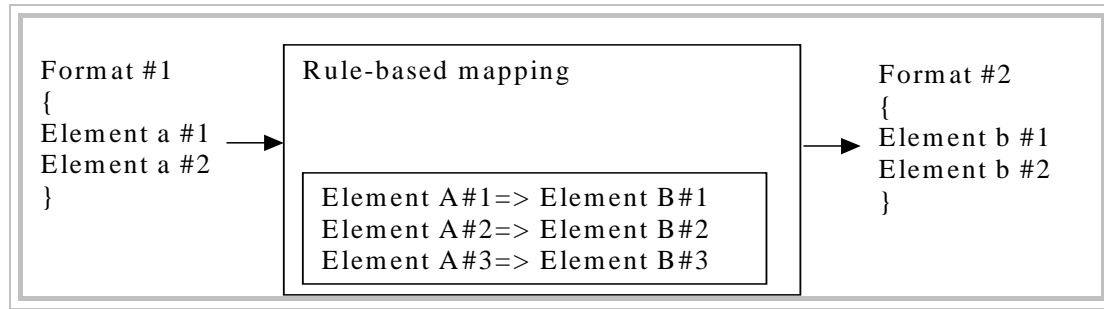 Format #1
{
Element a #1
Element a #2
}
Rule-based mapping
Element A#1=> Element B#1
Element A#2=> Element B#2
Element A#3=> Element B#3
Format #2
{
Element b #1
Element b #2
}